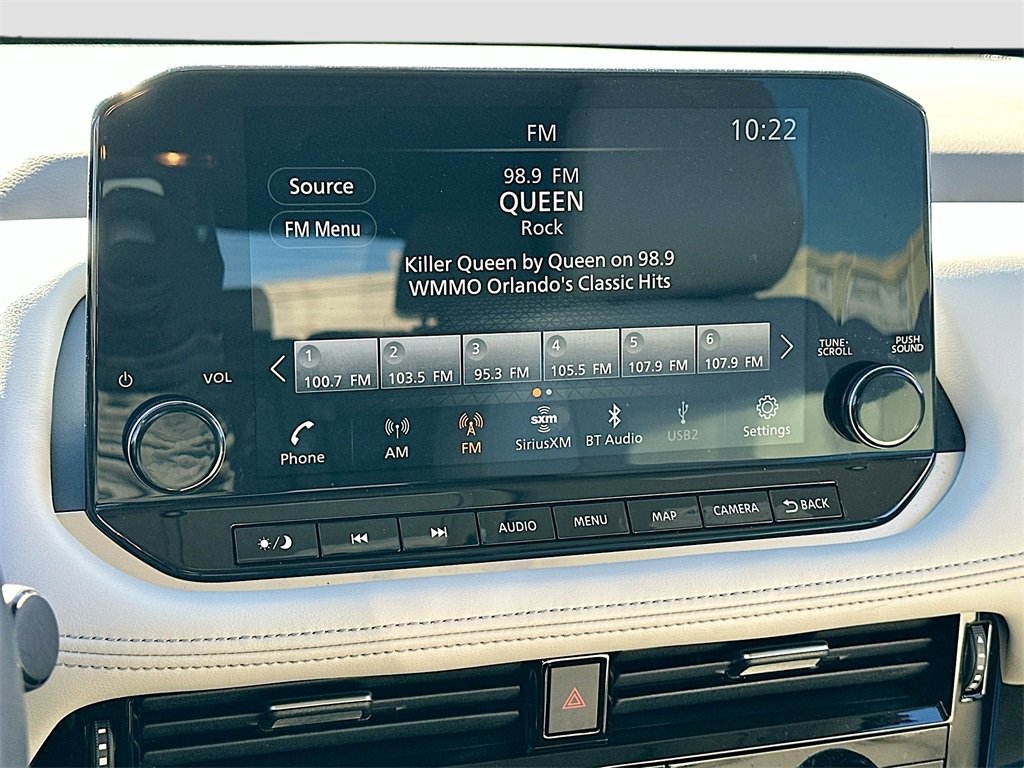 FM
10:22
Source
98.9 FM
QUEEN
FM Menu
Rock
Killer Queen by Queen on 98.9
WMMO Orlando's Classic Hits
1
2
3
4
5
6
100.7 FM
103.5 FM
95.3 FM
105.5 FM
107.9 FM
107.9 FM
TUNE·
SCROLL
PUSH
SOUND
VOL
Phone
AM
FM
sxm
SiriusXM
BT Audio
USB2
Settings
AUDIO
MENU
MAP
CAMERA
BACK